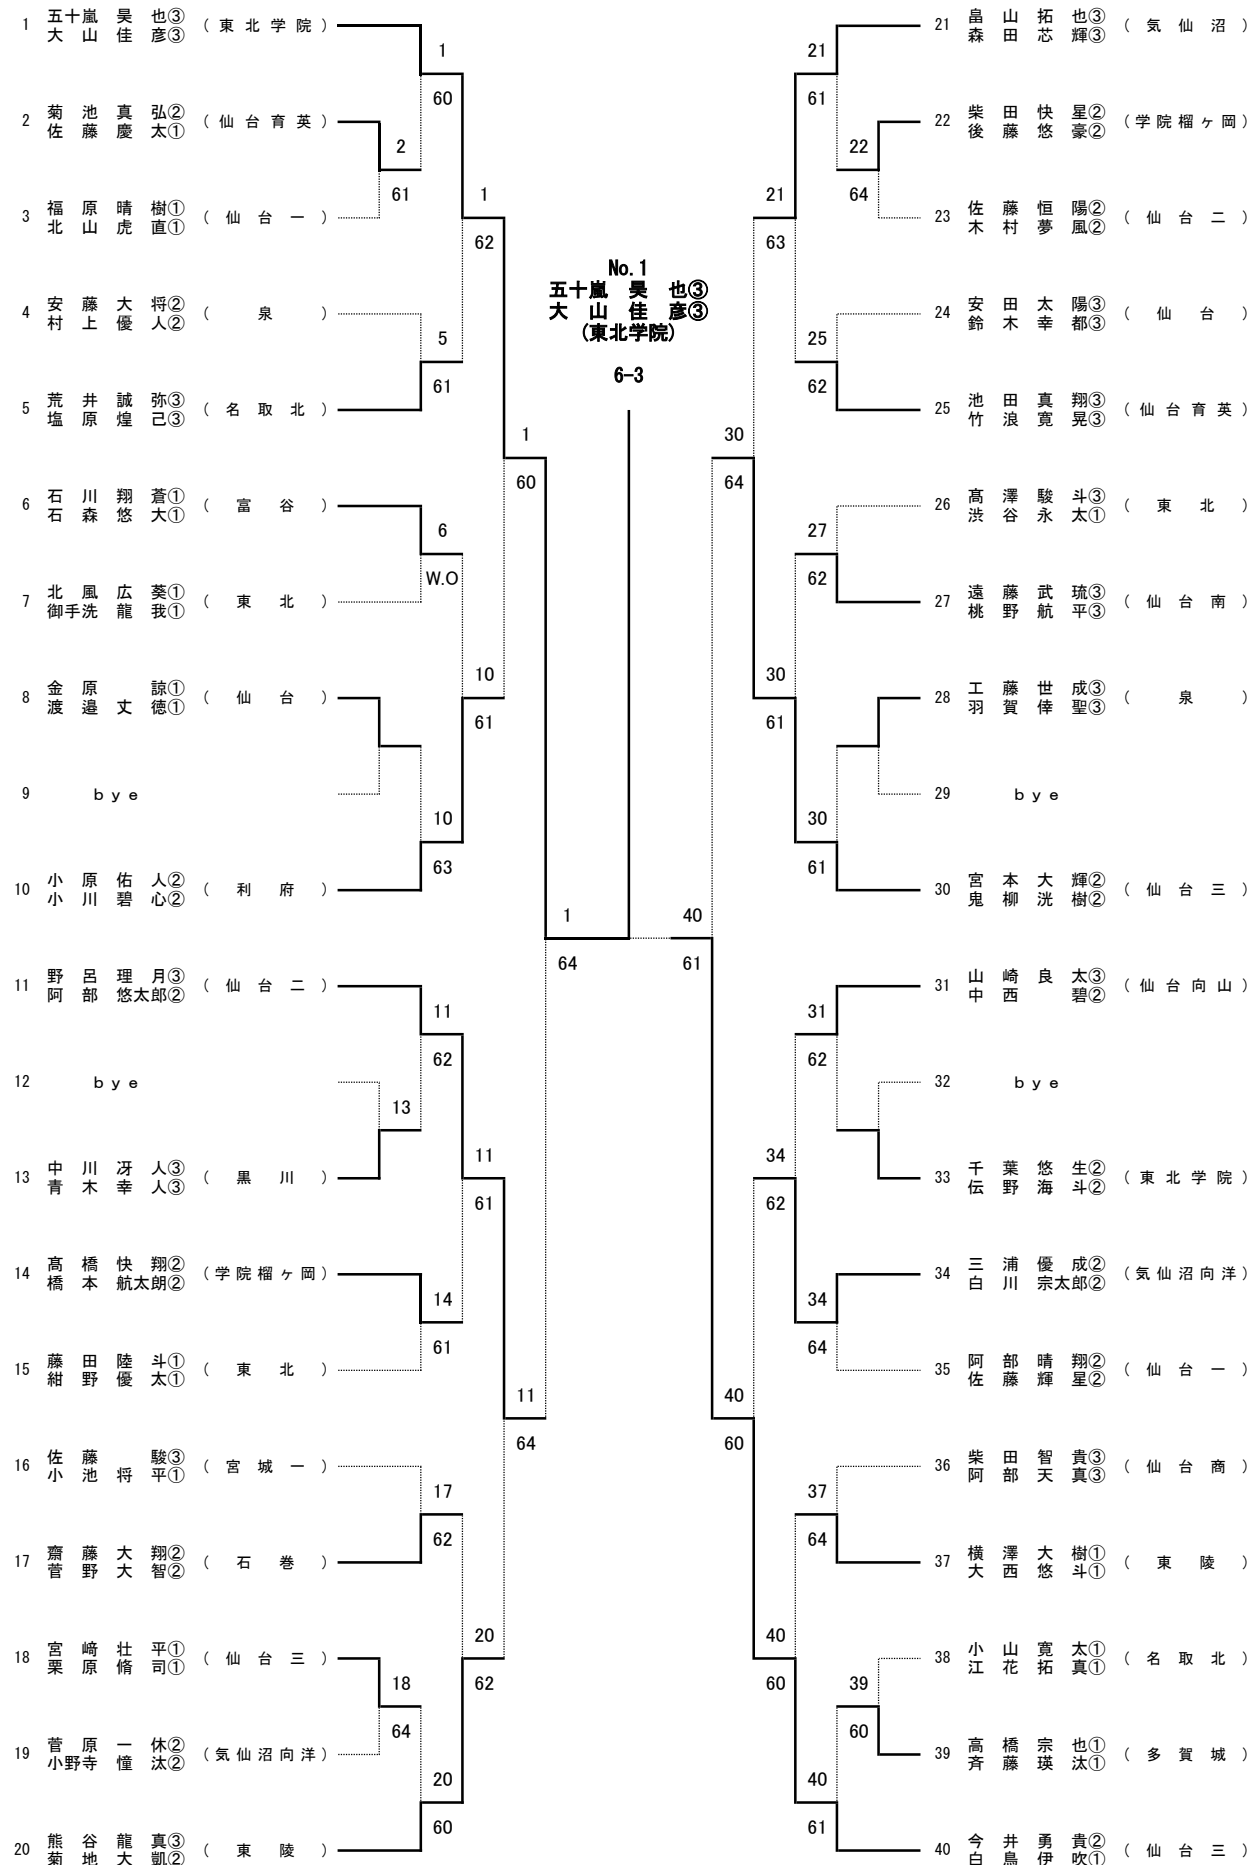 1 五十嵐 昊 也③ (東北学院)
大 山 佳 彦③
1
60
2 菊 池 真 弘② (仙台育英)
佐 藤 慶 太①
2
61
3 福 原 晴 樹① (仙台一)
北 山 虎 直①
1
62
4 安 藤 大 将② (泉)
村 上 優 人②
5
61
5 荒 井 誠 弥③ (名取北)
塩 原 煌 己③
1
60
6 石 川 翔 蒼① (富谷)
石 森 悠 大①
6
W.O
7 北 風 広 葵① (東北)
御手洗 龍 我①
10
61
8 金 原 諒① (仙台)
渡 邉 丈 徳①
9 bye
10
63
10 小 原 佑 人② (利府)
小 川 碧 心②
1
64
11 野 呂 理 月③ (仙台二)
阿 部 悠太郎②
11
62
12 bye
13
13 中 川 冴 人③ (黒川)
青 木 幸 人③
11
61
14 髙 橋 快 翔② (学院榴ヶ岡)
橋 本 航太朗②
14
61
15 藤 田 陸 斗① (東北)
紺 野 優 太①
11
64
16 佐 藤 駿③ (宮城一)
小 池 将 平①
17
62
17 齋 藤 大 翔② (石巻)
菅 野 大 智②
20
62
18 宮 﨑 壮 平① (仙台三)
栗 原 脩 司①
18
64
19 菅 原 一 休② (気仙沼向洋)
小野寺 憧 汰②
20
60
20 熊 谷 龍 真③ (東陵)
菊 地 大 凱②
No.1
五十嵐 昊 也③
大 山 佳 彦③
(東北学院)
6-3
21 畠 山 拓 也③ (気仙沼)
森 田 芯 輝③
21
61
22 柴 田 快 星② (学院榴ヶ岡)
後 藤 悠 豪②
22
64
23 佐 藤 恒 陽② (仙台二)
木 村 夢 風②
21
63
24 安 田 太 陽③ (仙台)
鈴 木 幸 都③
25
62
25 池 田 真 翔③ (仙台育英)
竹 浪 寛 晃③
30
64
26 髙 澤 駿 斗③ (東北)
渋 谷 永 太①
27
62
27 遠 藤 武 琉③ (仙台南)
桃 野 航 平③
30
61
28 工 藤 世 成③ (泉)
羽 賀 倖 聖③
29 bye
30
61
30 宮 本 大 輝② (仙台三)
鬼 柳 洸 樹②
40
61
31 山 崎 良 太③ (仙台向山)
中 西 碧②
31
62
32 bye
33 千 葉 悠 生② (東北学院)
伝 野 海 斗②
34
62
34 三 浦 優 成② (気仙沼向洋)
白 川 宗太郎②
34
64
35 阿 部 晴 翔② (仙台一)
佐 藤 輝 星②
40
60
36 柴 田 智 貴③ (仙台商)
阿 部 天 真③
37
64
37 横 澤 大 樹① (東陵)
大 西 悠 斗①
40
60
38 小 山 寛 太① (名取北)
江 花 拓 真①
39
60
39 高 橋 宗 也① (多賀城)
斉 藤 瑛 汰①
40
61
40 今 井 勇 貴② (仙台三)
白 鳥 伊 吹①